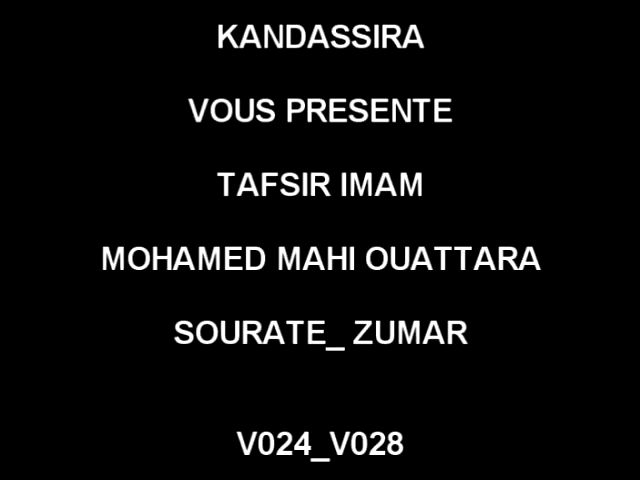 KANDASSIRA
VOUS PRESENTE
TAFSIR IMAM
MOHAMED MAHI OUATTARA
SOURATE_ ZUMAR
V024_V028